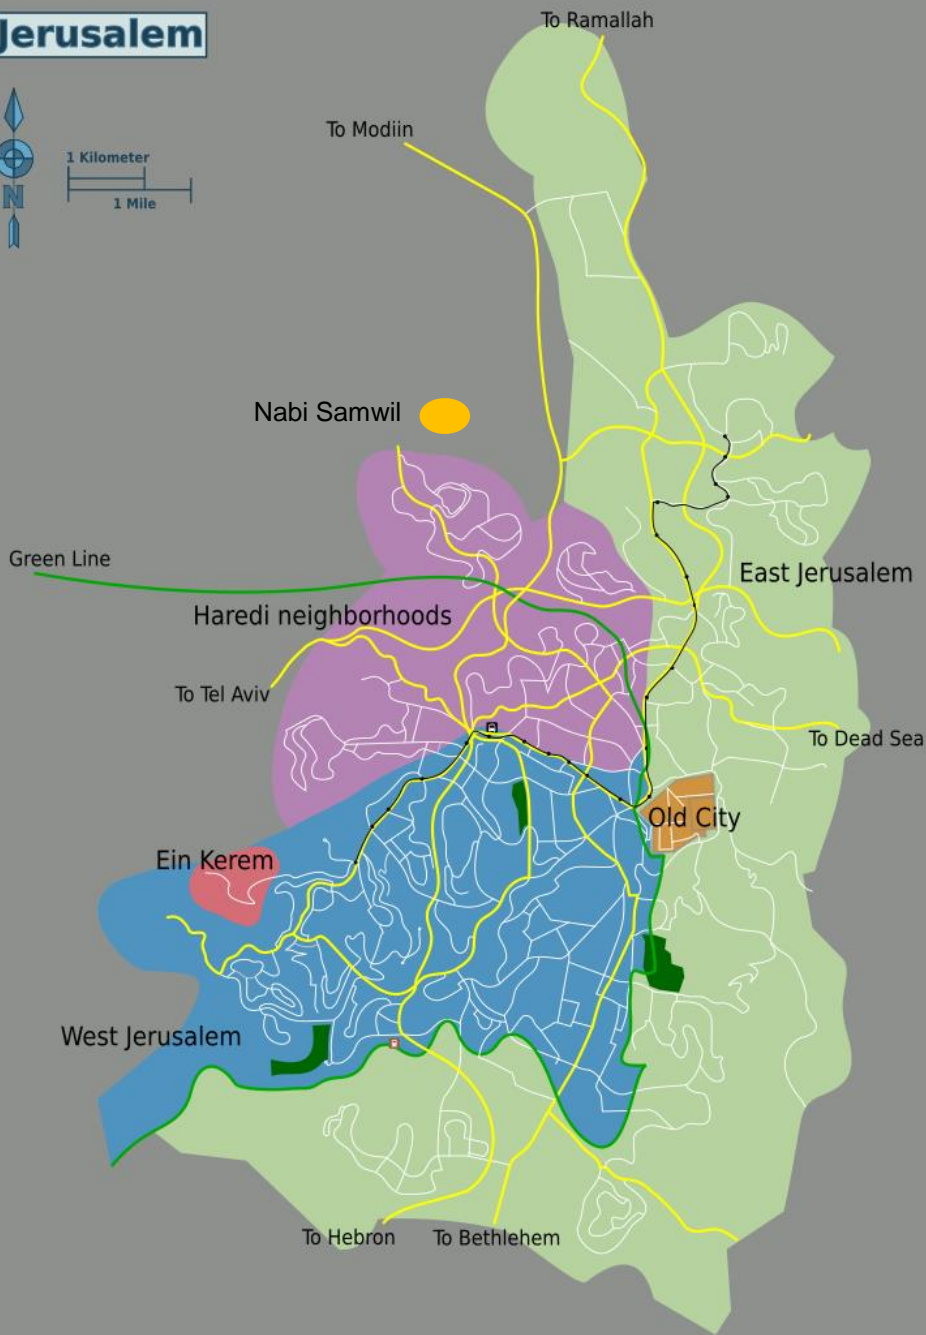 Jerusalem
To Ramallah
To Modiin
1 Kilometer
N
1 Mile
Nabi Samwil
Green Line
East Jerusalem
Haredi neighborhoods
To Tel Aviv
To Dead Sea
Old City
Ein Kerem
West Jerusalem
To Hebron
To Bethlehem